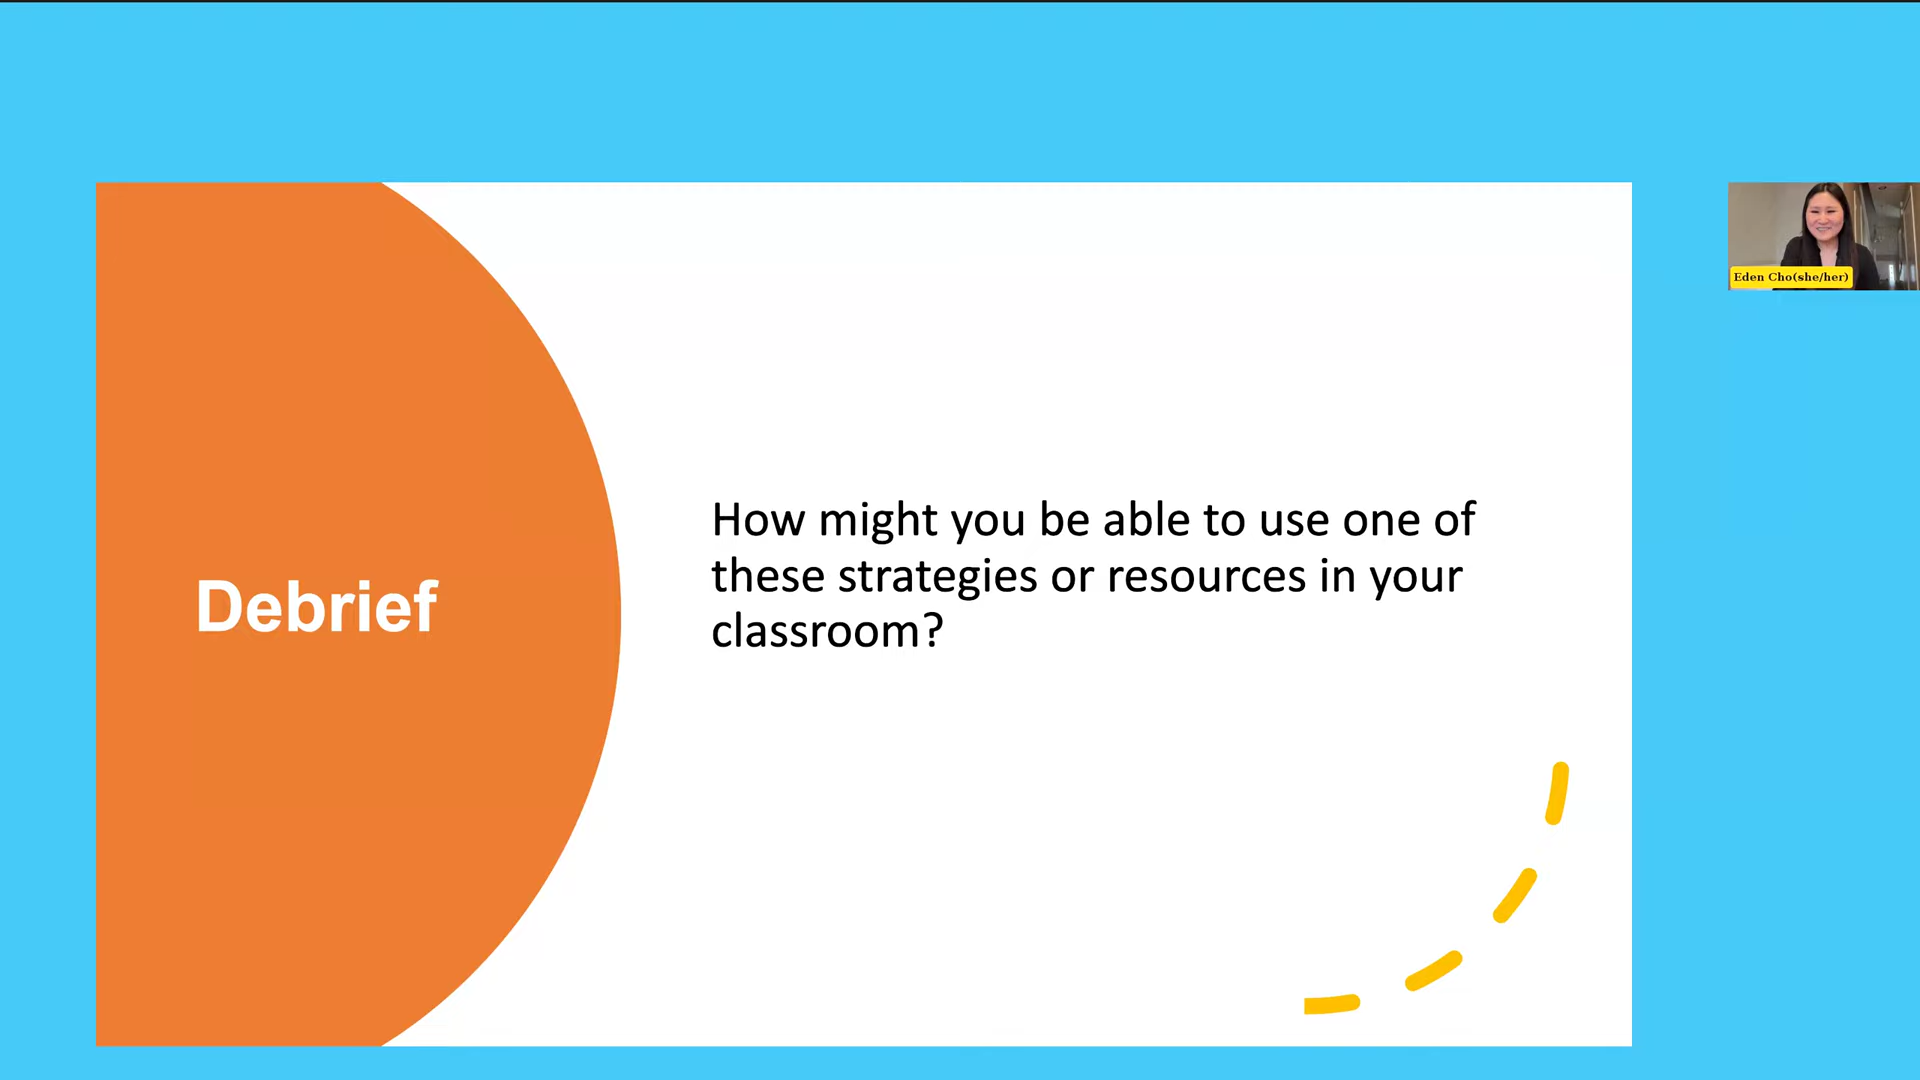 Debrief
How might you be able to use one of
these strategies or resources in your
classroom?
Eden Cho(she/her)